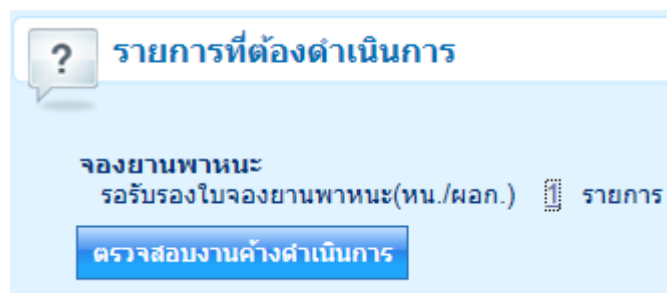 ?
รายการที่ต้องดำเนินการ
จองยานพาหนะ
รอรับรองใบจองยานพาหนะ(หน./ผอก.) 1 รายการ
ตรวจสอบงานค้างดำเนินการ